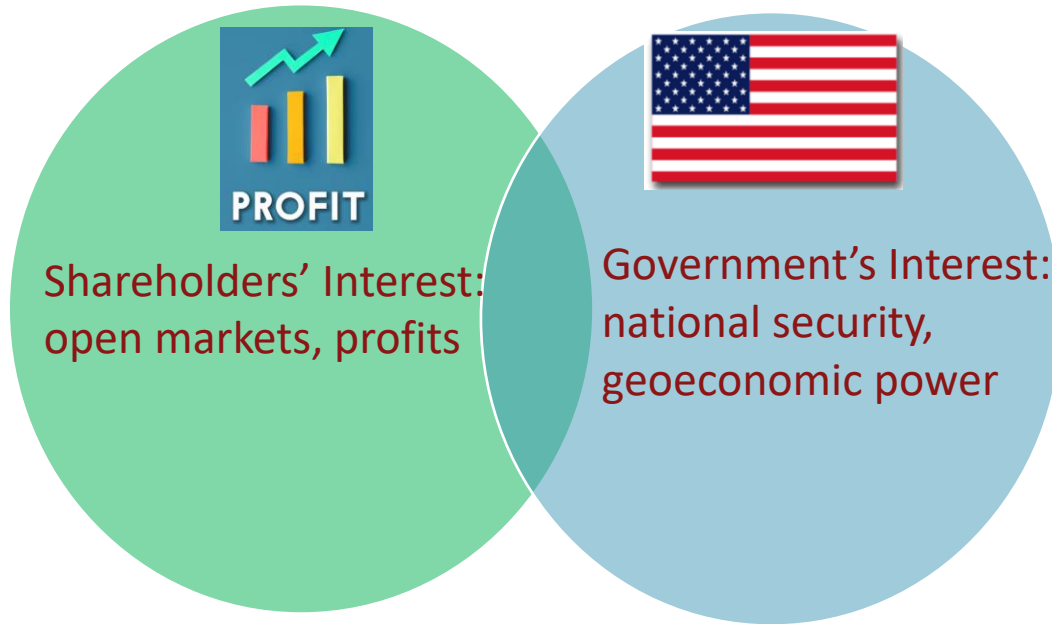 PROFIT
Shareholders’ Interest:
open markets, profits
Government’s Interest:
national security,
geoeconomic power